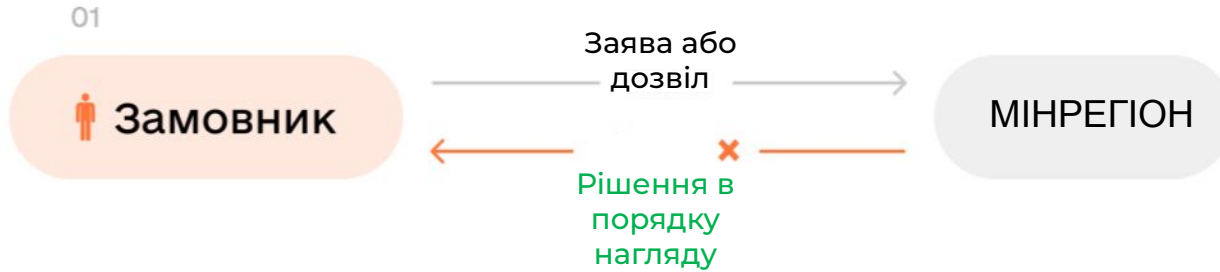 01
Заява або
дозвіл
Замовник
МІНРЕГІОН
Рішення в
порядку
нагляду